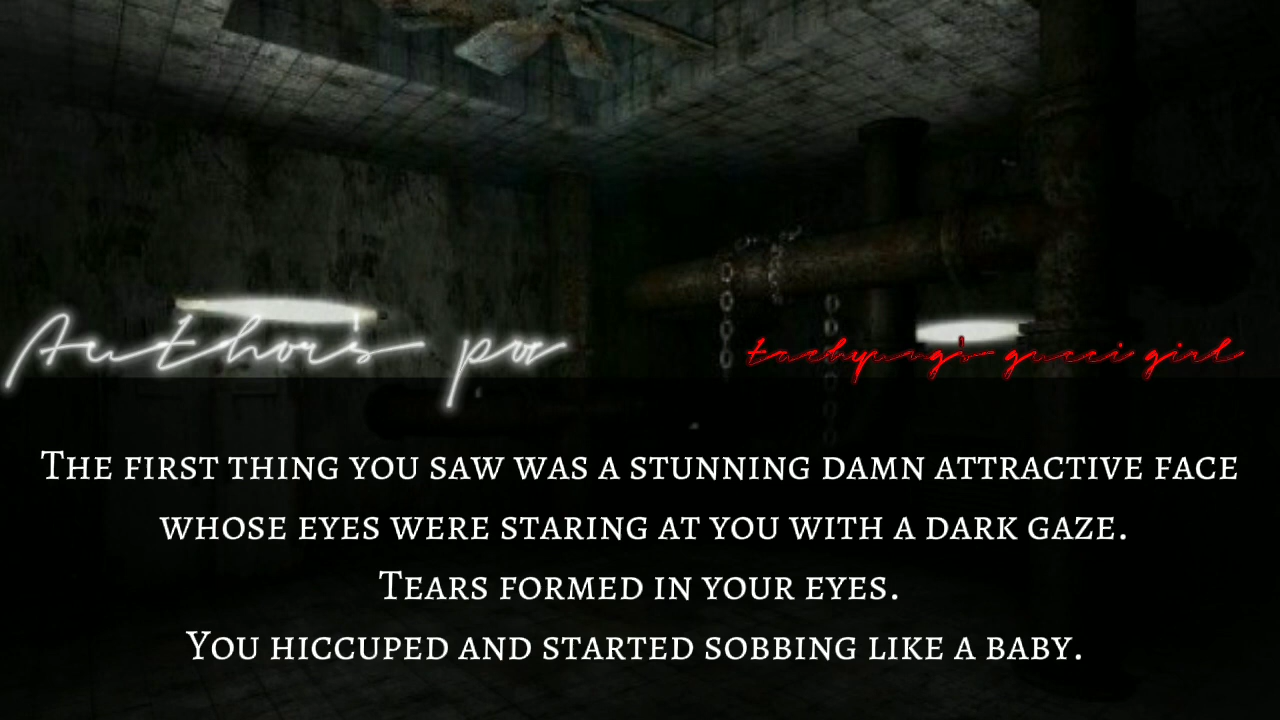 Author's pov
taehyung's gucci girl
The first thing you saw was a stunning damn attractive face
whose eyes were staring at you with a dark gaze.
Tears formed in your eyes.
You hiccuped and started sobbing like a baby.